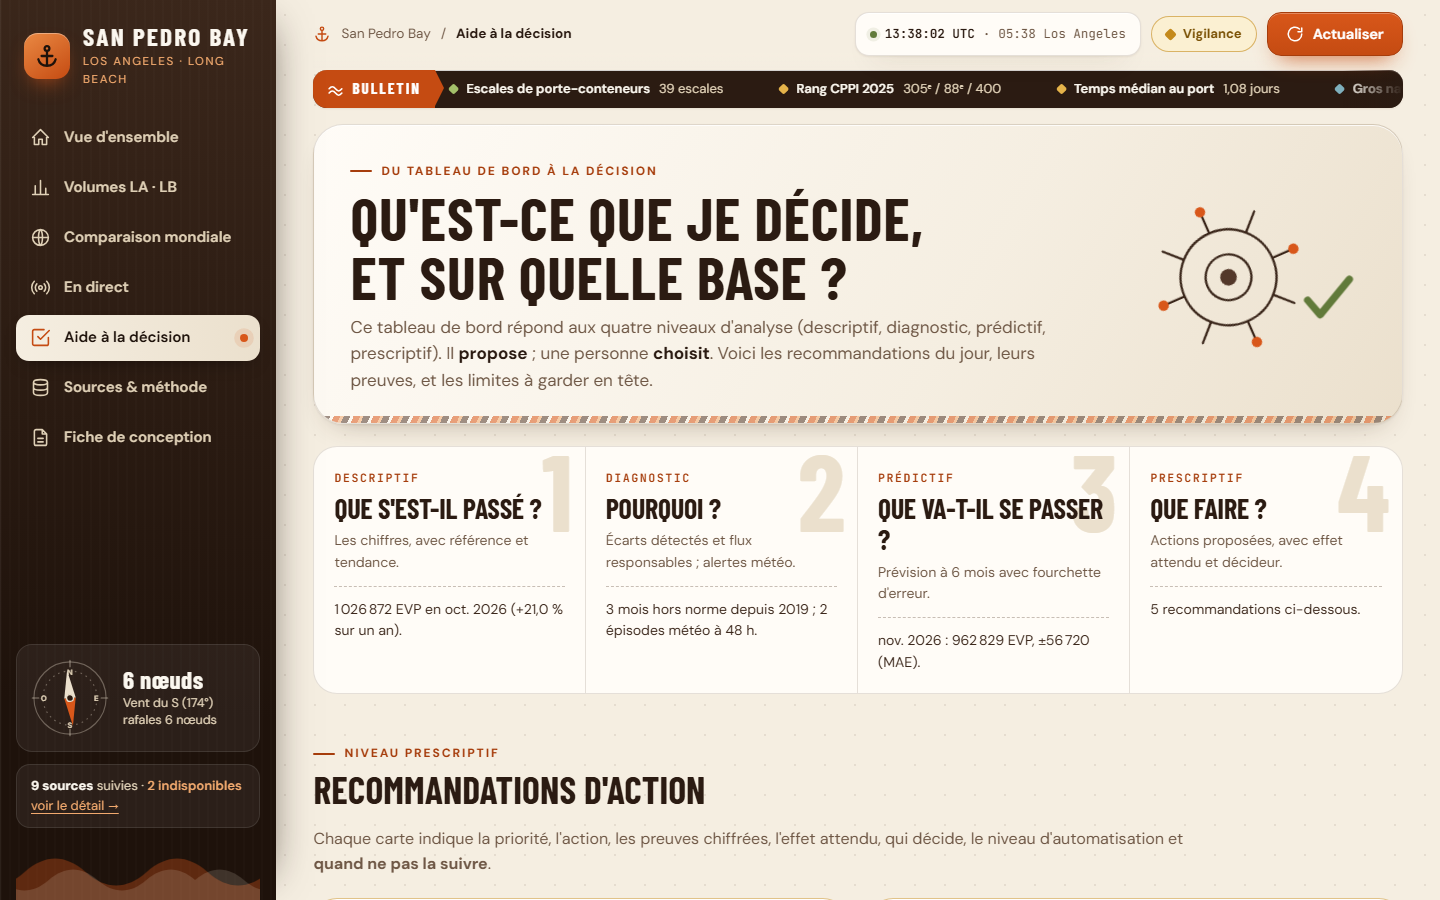 SAN PEDRO BAY
LOS ANGELES · LONG
BEACH
Vue d'ensemble
Volumes LA · LB
Comparaison mondiale
En direct
Aide à la décision
Sources & méthode
Fiche de conception
N
O
E
S
6 nœuds
Vent du S (174°)
rafales 6 nœuds
9 sources suivies · 2 indisponibles
voir le détail →
San Pedro Bay / Aide à la décision
13:38:02 UTC · 05:38 Los Angeles
Vigilance
Actualiser
BULLETIN
Escales de porte-conteneurs 39 escales
Rang CPPI 2025 305ᵉ / 88ᵉ / 400
Temps médian au port 1,08 jours
Gros
DU TABLEAU DE BORD À LA DÉCISION
QU'EST-CE QUE JE DÉCIDE,
ET SUR QUELLE BASE ?
Ce tableau de bord répond aux quatre niveaux d'analyse (descriptif, diagnostic, prédictif,
prescriptif). Il propose ; une personne choisit. Voici les recommandations du jour, leurs
preuves, et les limites à garder en tête.
1
DESCRIPTIF
QUE S'EST-IL PASSÉ ?
Les chiffres, avec référence et
tendance.
1 026 872 EVP en oct. 2026 (+21,0 %
sur un an).
2
DIAGNOSTIC
POURQUOI ?
Écarts détectés et flux
responsables ; alertes météo.
3 mois hors norme depuis 2019 ; 2
épisodes météo à 48 h.
3
PRÉDICTIF
QUE VA-T-IL SE PASSER
?
Prévision à 6 mois avec fourchette
d'erreur.
nov. 2026 : 962 829 EVP, ±56 720
(MAE).
4
PRESCRIPTIF
QUE FAIRE ?
Actions proposées, avec effet
attendu et décideur.
5 recommandations ci-dessous.
NIVEAU PRESCRIPTIF
RECOMMANDATIONS D'ACTION
Chaque carte indique la priorité, l'action, les preuves chiffrées, l'effet attendu, qui décide, le niveau d'automatisation et
quand ne pas la suivre.